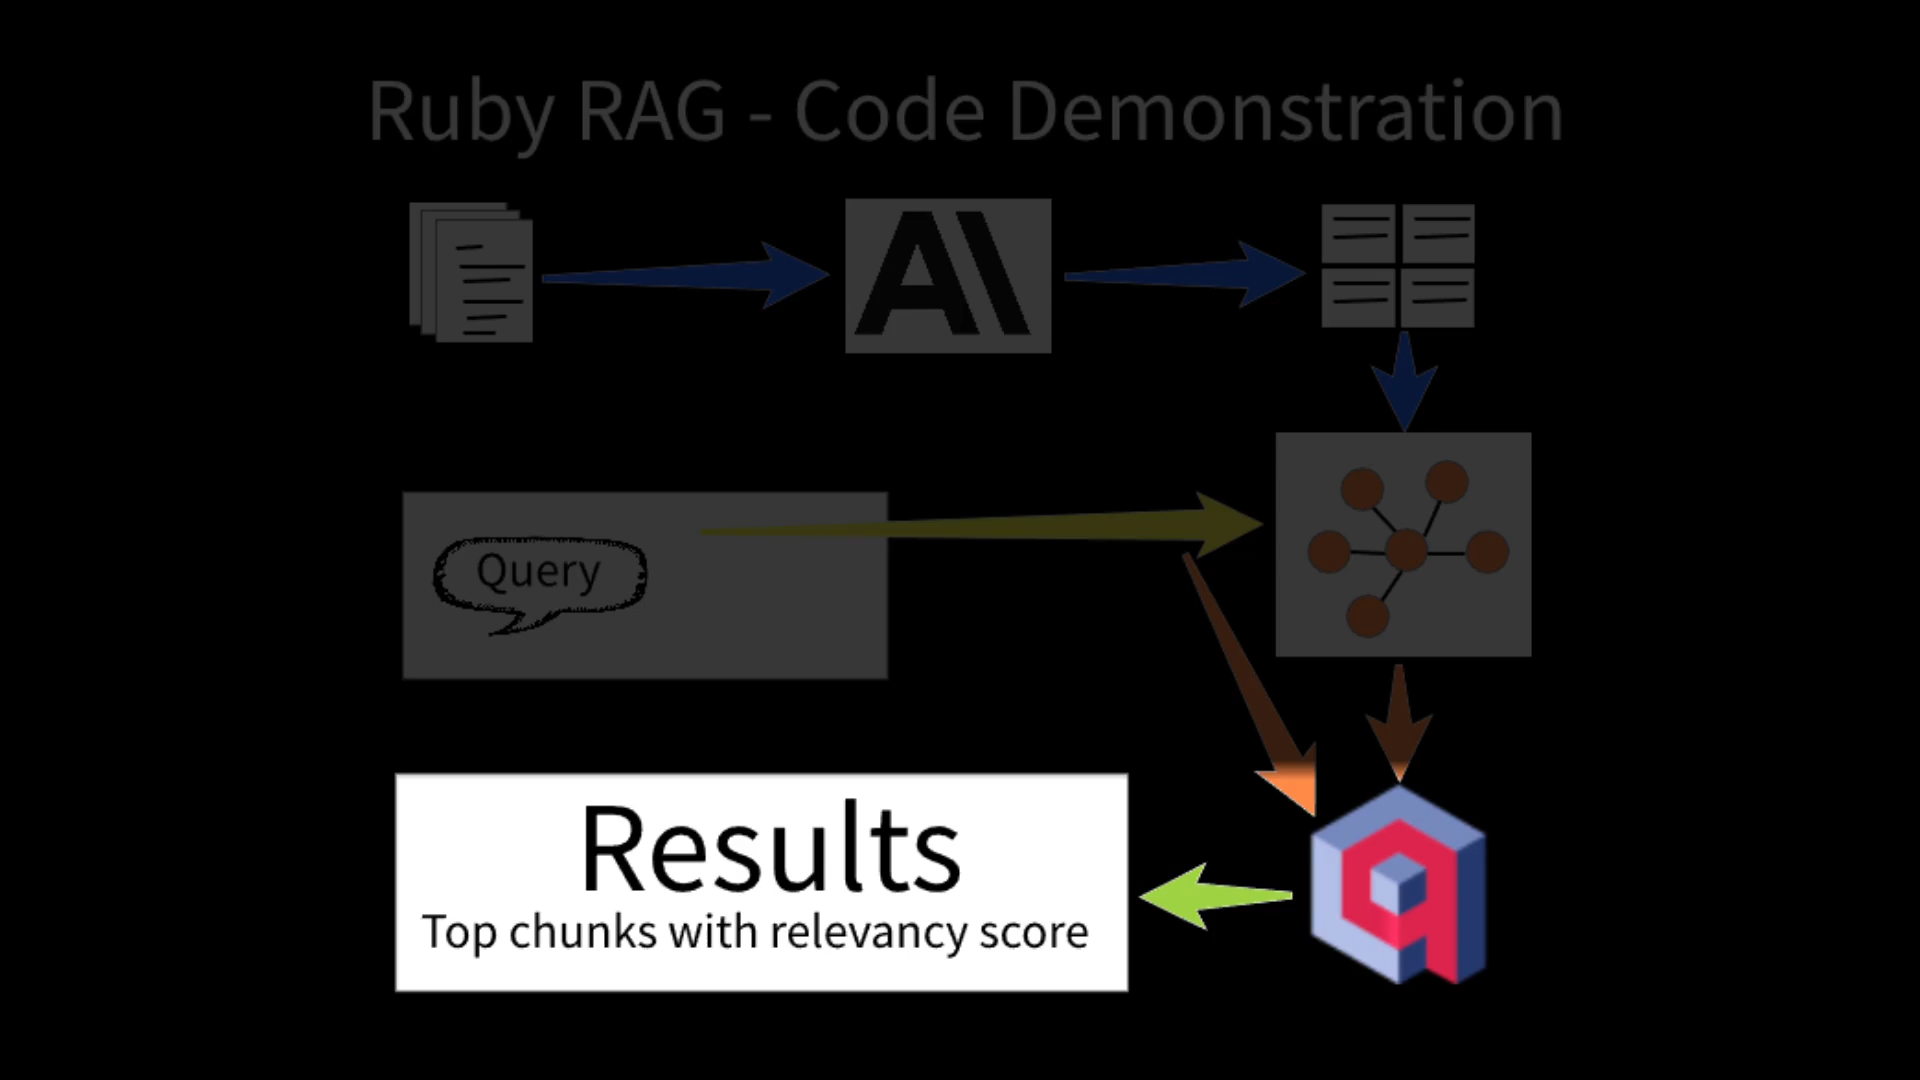 Ruby RAG - Code Demonstration
Query
Results
Top chunks with relevancy score